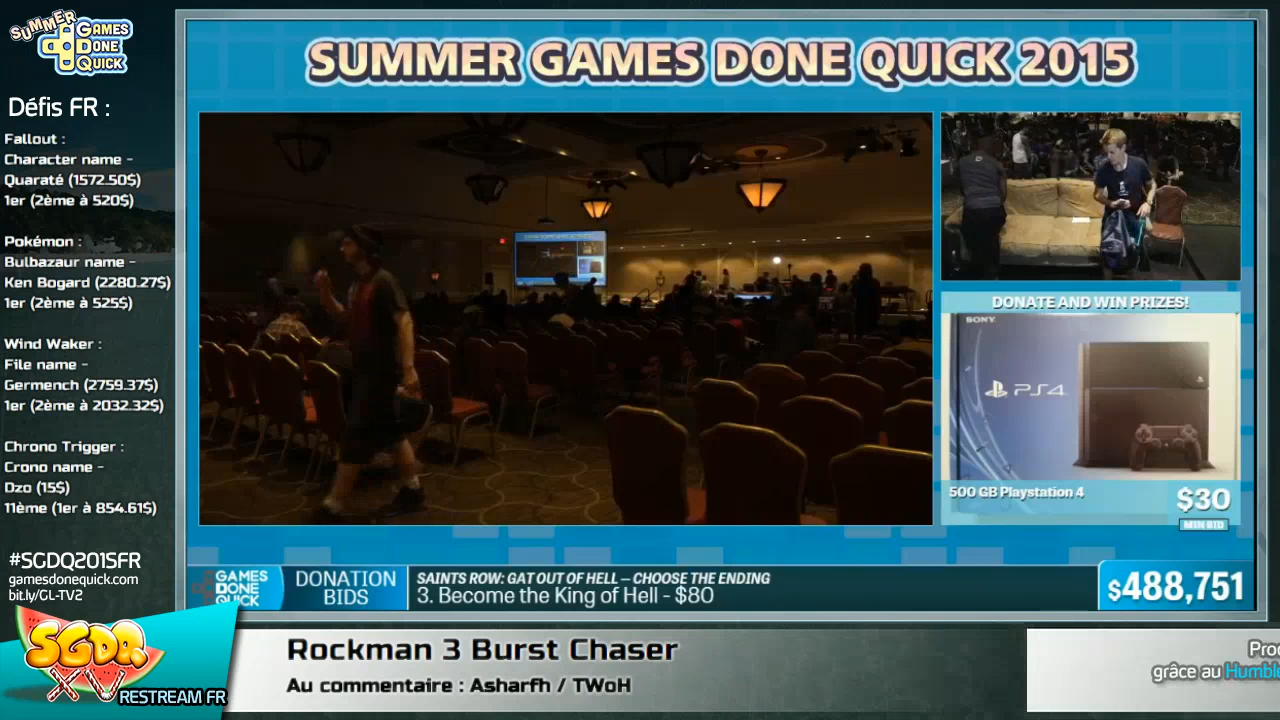 SUMMER
GAMES
DONE
QUICK
Défis FR :
Fallout :
Character name -
Quaraté (1572.50$)
1er (2ème à 520$)
Pokémon :
Bulbazaur name -
Ken Bogard (2280.27$)
1er (2ème à 525$)
Wind Waker :
File name -
Germench (2759.37$)
1er (2ème à 2032.32$)
Chrono Trigger :
Crono name -
Dzo (15$)
11ème (1er à 854.61$)
#SGDQ2015FR
gamesdonequick.com
bit.ly/GL-TV2
SGDQ
XV
RESTREAM FR
SUMMER GAMES DONE QUICK 2015
DONATE AND WIN PRIZES!
SONY
PS4
500 GB Playstation 4
$30
MIN BID
GAMES
DONE
QUICK
DONATION
BIDS
SAINTS ROW: GAT OUT OF HELL – CHOOSE THE ENDING
3. Become the King of Hell - $80
$488,751
Rockman 3 Burst Chaser
Au commentaire : Asharfh / TWoH
grâce au